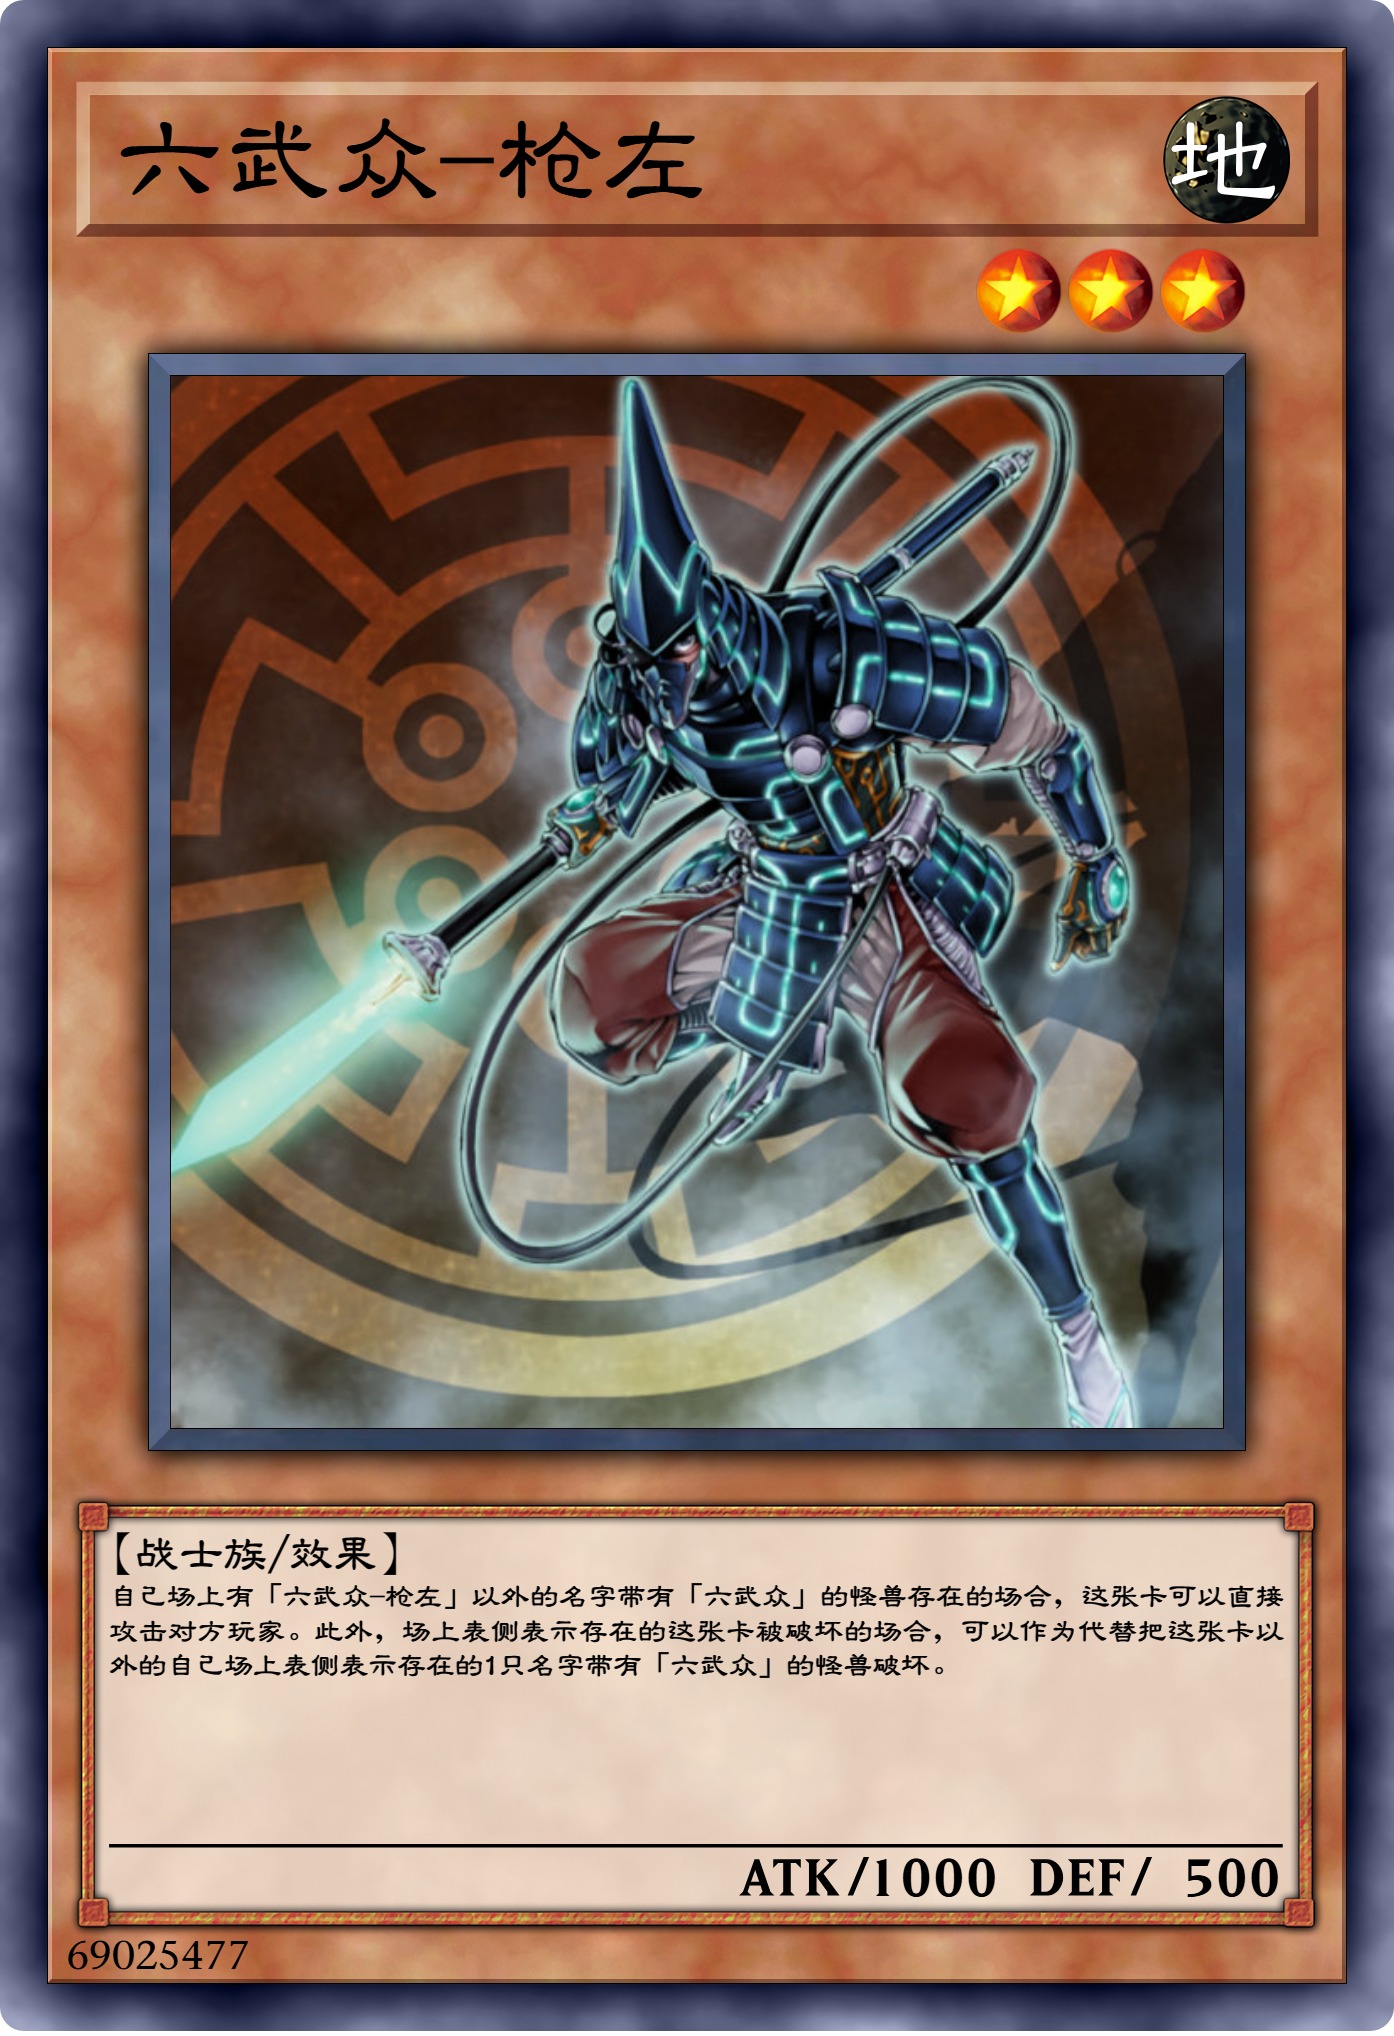 六武众-枪左
地
【战士族/效果】
自己场上有「六武众-枪左」以外的名字带有「六武众」的怪兽存在的场合，这张卡可以直接
攻击对方玩家。此外，场上表侧表示存在的这张卡被破坏的场合，可以作为代替把这张卡以
外的自己场上表侧表示存在的1只名字带有「六武众」的怪兽破坏。
ATK/1000 DEF/ 500
69025477